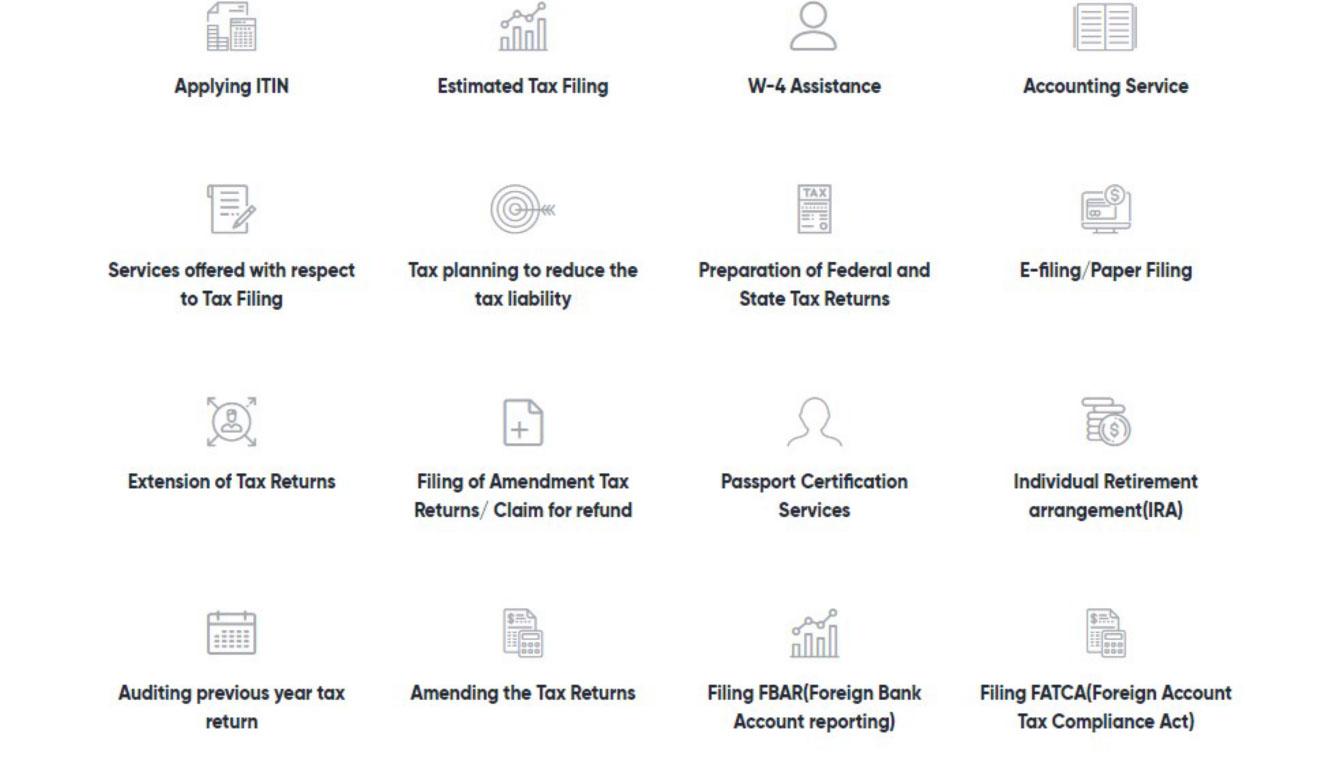 Applying ITIN
Estimated Tax Filing
W-4 Assistance
Accounting Service
Services offered with respect
to Tax Filing
Tax planning to reduce the
tax liability
TAX
Preparation of Federal and
State Tax Returns
$
E-filing/Paper Filing
Extension of Tax Returns
Filing of Amendment Tax
Returns/ Claim for refund
Passport Certification
Services
$
Individual Retirement
arrangement(IRA)
Auditing previous year tax
return
$
Amending the Tax Returns
Filing FBAR(Foreign Bank
Account reporting)
$
Filing FATCA(Foreign Account
Tax Compliance Act)